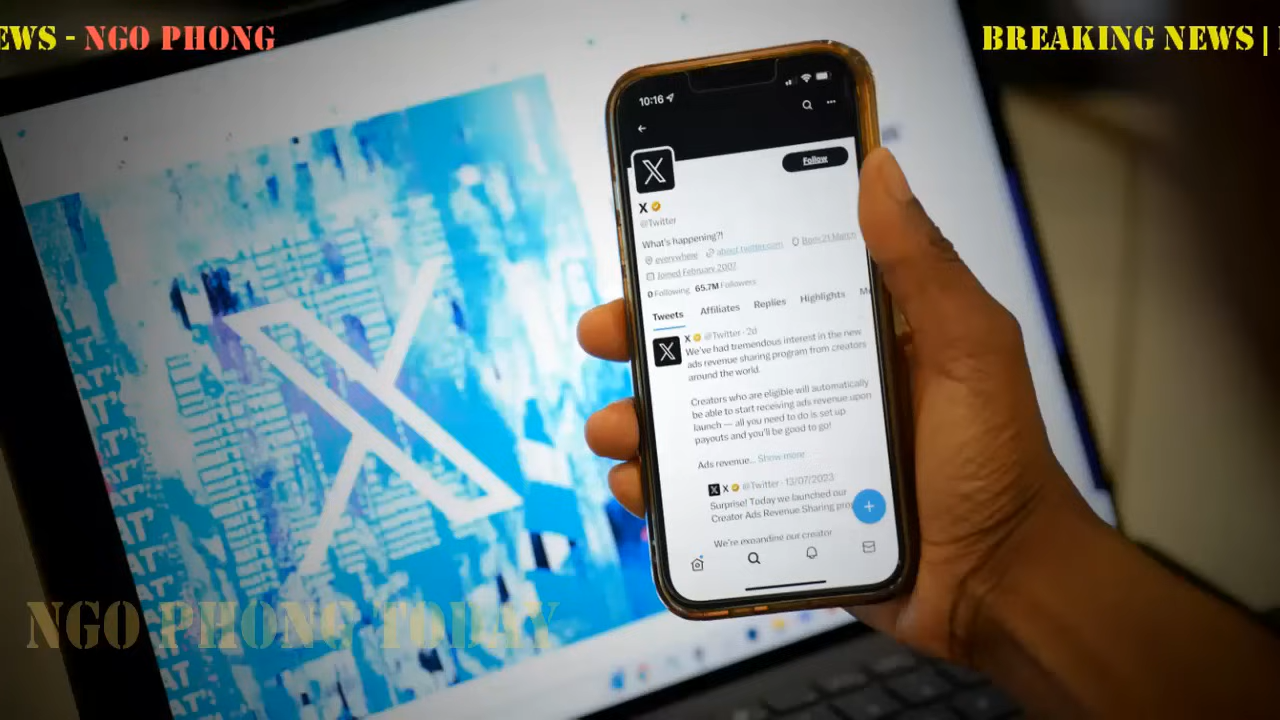 EWS - NGO PHONG
BREAKING NEWS |
10:16
Follow
X
@Twitter
What's happening?!
everywhere about.twitter.com Born 21 March
Joined February 2007
0 Following 65.7M Followers
Tweets Affiliates Replies Highlights
X @Twitter · 2d
We've had tremendous interest in the new
ads revenue sharing program from creators
around the world.
Creators who are eligible will automatically
be able to start receiving ads revenue upon
launch — all you need to do is set up
payouts and you'll be good to go!
Ads revenue... Show more
X @Twitter · 13/07/2023
Surprise! Today we launched our
Creator Ads Revenue Sharing
We're expanding our creator
NGO PHONG TODAY